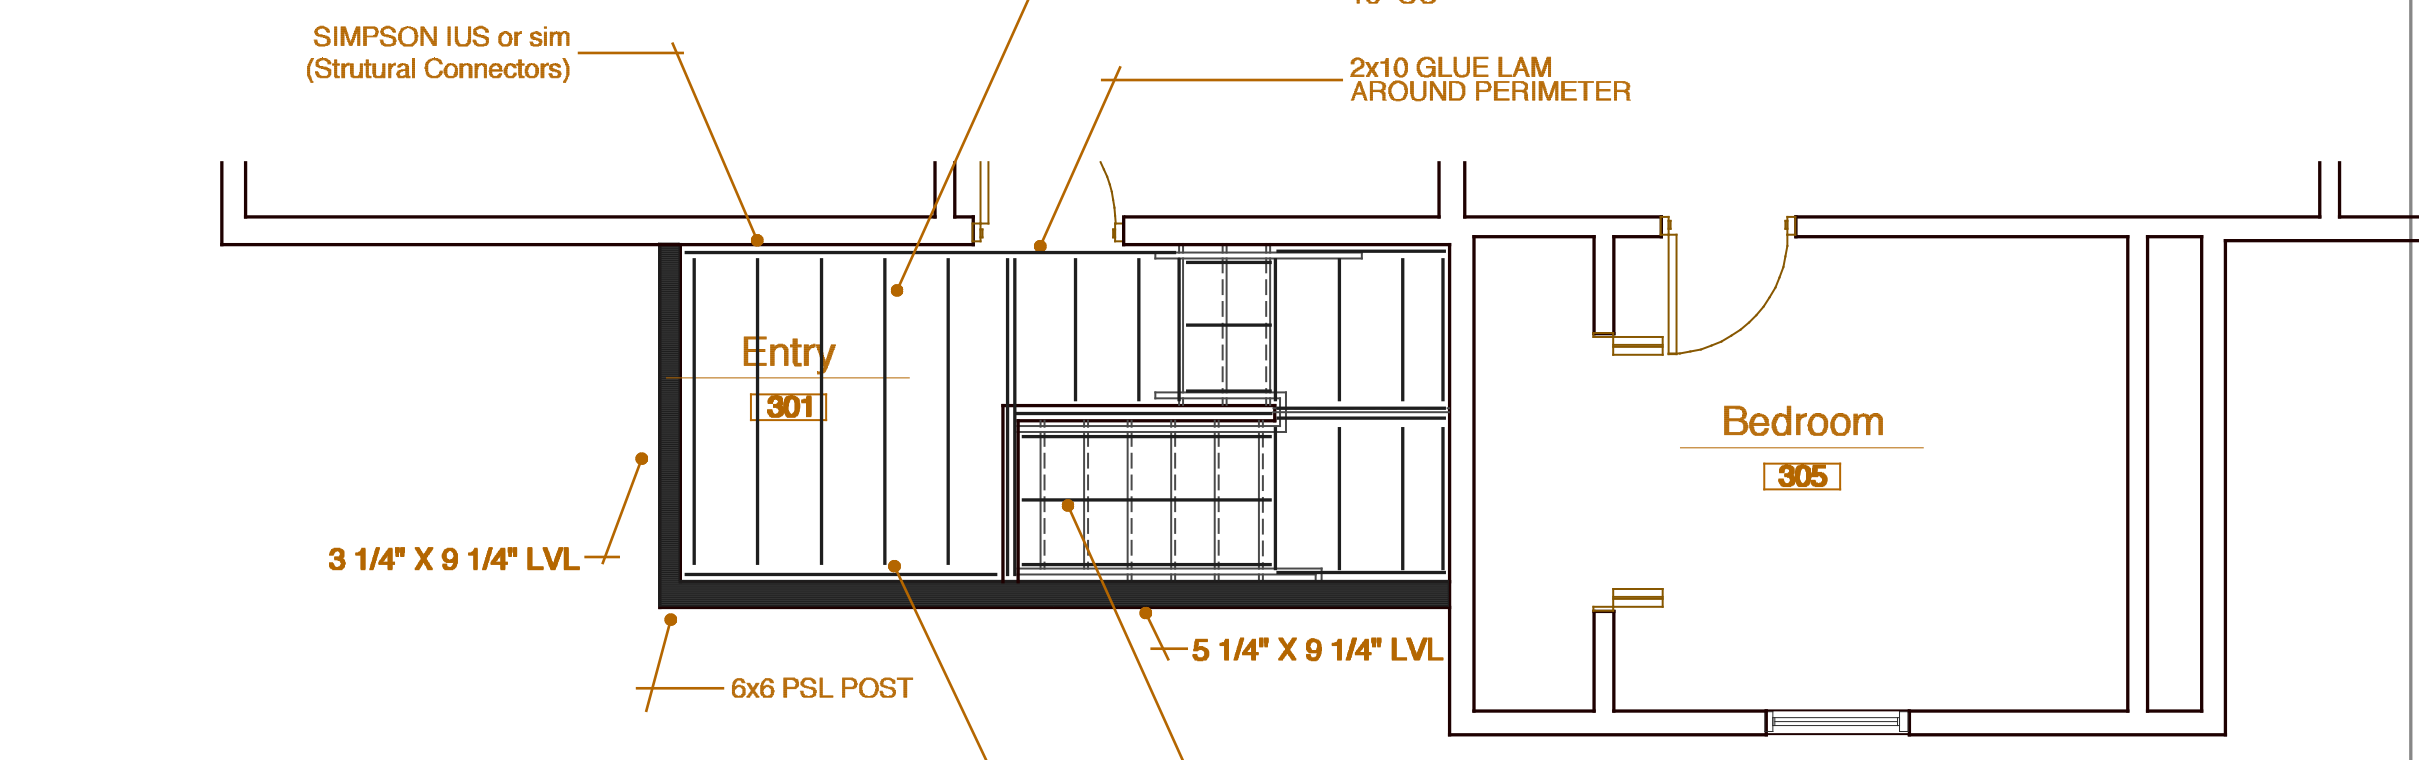 SIMPSON IUS or sim
(Strutural Connectors)
2x10 GLUE LAM
AROUND PERIMETER
Entry
301
Bedroom
305
3 1/4" X 9 1/4" LVL
5 1/4" X 9 1/4" LVL
6x6 PSL POST